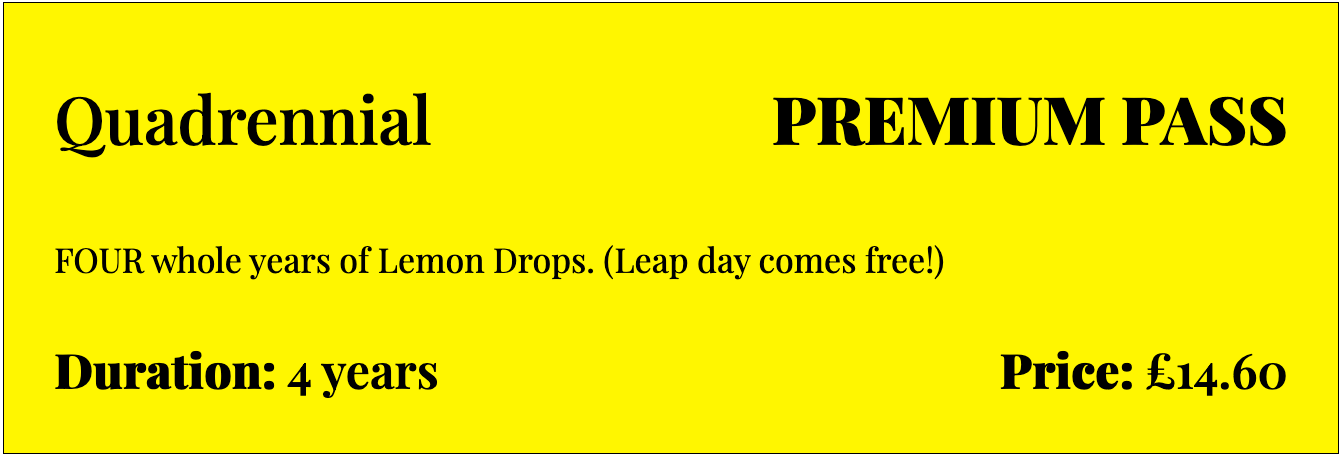 Quadrennial PREMIUM PASS
FOUR whole years of Lemon Drops. (Leap day comes free!)
Duration: 4 years Price: £14.60